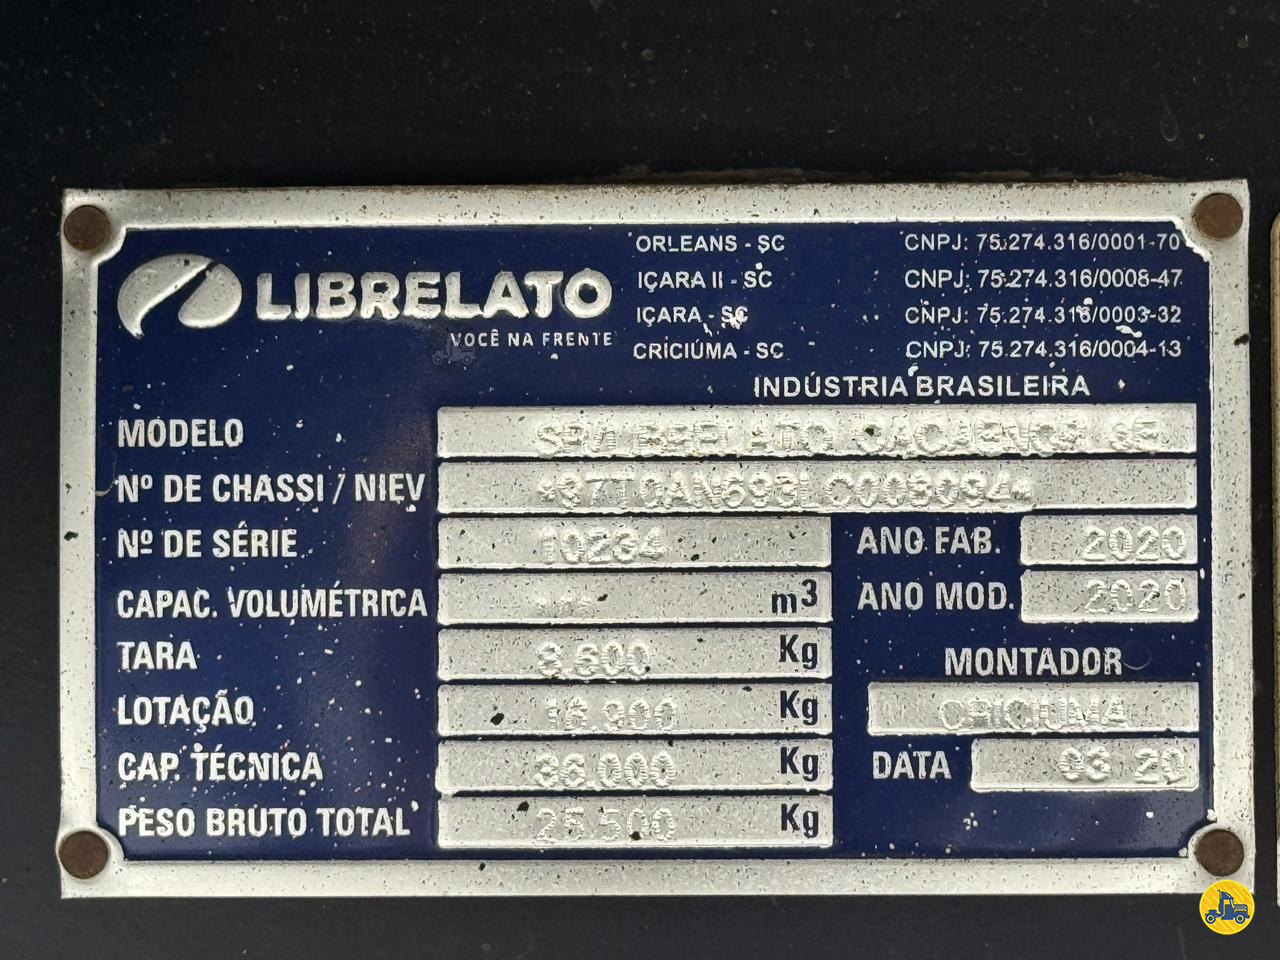 LIBRELATO
VOCÊ NA FRENTE
ORLEANS - SC CNPJ: 75.274.316/0001-70
IÇARA II - SC CNPJ: 75.274.316/0008-47
IÇARA - SC CNPJ: 75.274.316/0003-32
CRICIÚMA - SC CNPJ: 75.274.316/0004-13
INDÚSTRIA BRASILEIRA
MODELO
Nº DE CHASSI / NIEV
Nº DE SÉRIE 10234 ANO FAB. 2020
CAPAC. VOLUMÉTRICA *** m³ ANO MOD. 2020
TARA 8.600 Kg
MONTADOR
LOTAÇÃO 16.900 Kg CRICIUMA
CAP. TÉCNICA 36.000 Kg DATA 03 20
PESO BRUTO TOTAL 25.500 Kg